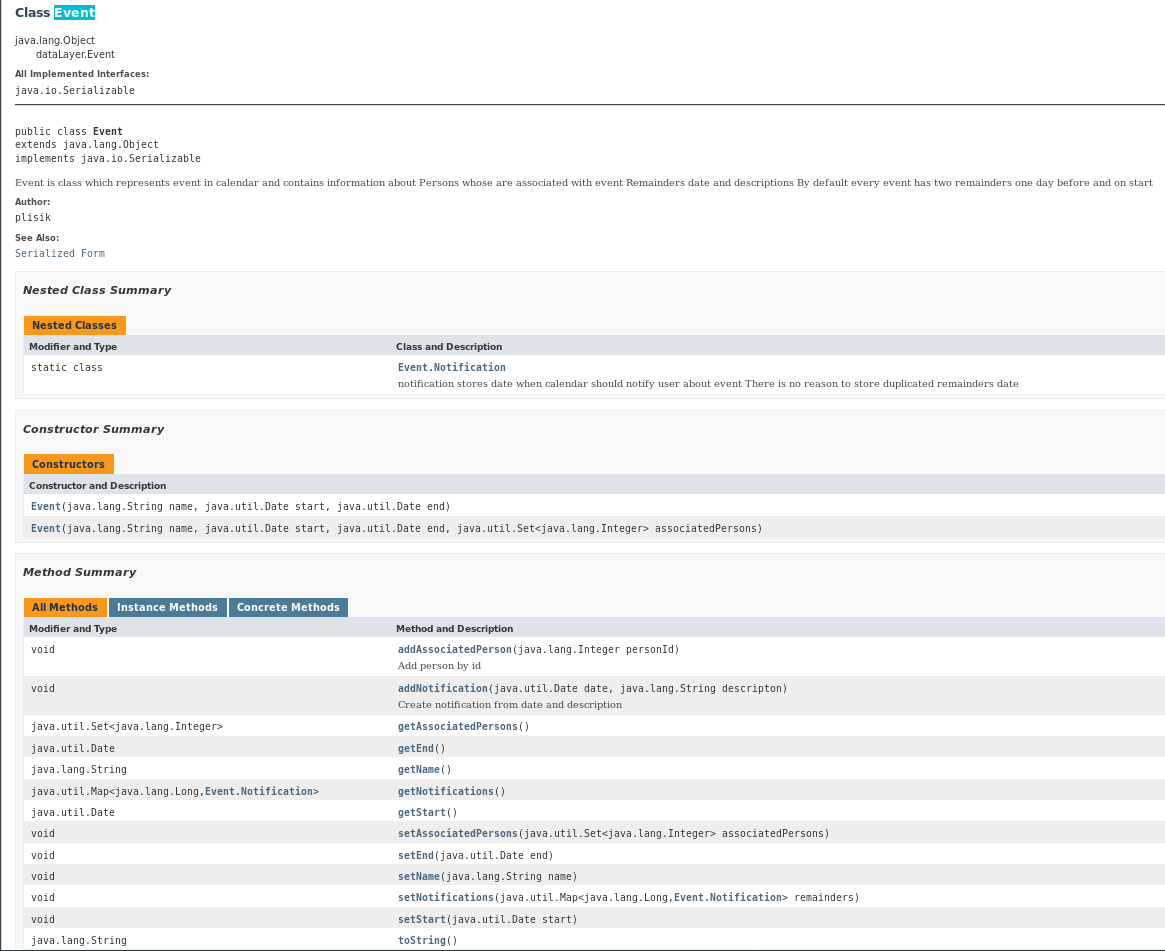 Class Event
java.lang.Object
dataLayer.Event
All Implemented Interfaces:
java.io.Serializable
public class Event
extends java.lang.Object
implements java.io.Serializable
Event is class which represents event in calendar and contains information about Persons whose are associated with event Remainders date and descriptions By default every event has two remainders one day before and on start
Author:
plisik
See Also:
Serialized Form
Nested Class Summary
Nested Classes
Modifier and Type Class and Description
static class Event.Notification
notification stores date when calendar should notify user about event There is no reason to store duplicated remainders date
Constructor Summary
Constructors
Constructor and Description
Event(java.lang.String name, java.util.Date start, java.util.Date end)
Event(java.lang.String name, java.util.Date start, java.util.Date end, java.util.Set<java.lang.Integer> associatedPersons)
Method Summary
All Methods Instance Methods Concrete Methods
Modifier and Type Method and Description
void addAssociatedPerson(java.lang.Integer personId)
Add person by id
void addNotification(java.util.Date date, java.lang.String descripton)
Create notification from date and description
java.util.Set<java.lang.Integer> getAssociatedPersons()
java.util.Date getEnd()
java.lang.String getName()
java.util.Map<java.lang.Long,Event.Notification> getNotifications()
java.util.Date getStart()
void setAssociatedPersons(java.util.Set<java.lang.Integer> associatedPersons)
void setEnd(java.util.Date end)
void setName(java.lang.String name)
void setNotifications(java.util.Map<java.lang.Long,Event.Notification> remainders)
void setStart(java.util.Date start)
java.lang.String toString()